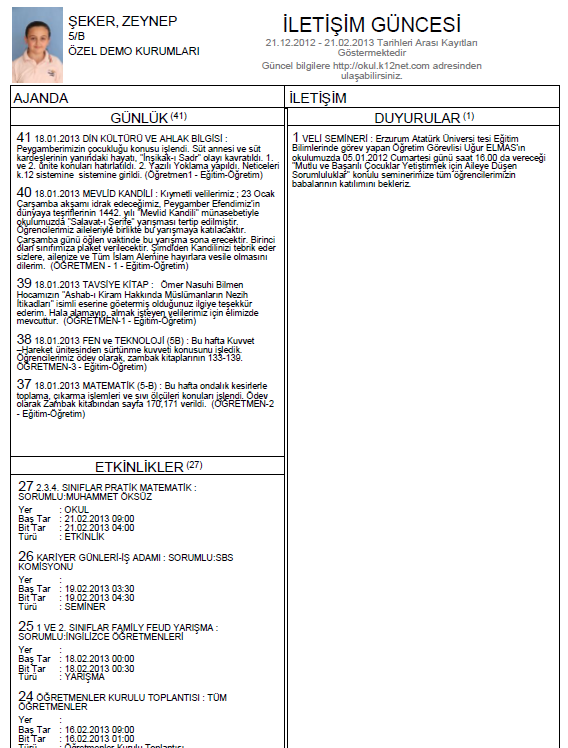 ŞEKER, ZEYNEP
5/B
ÖZEL DEMO KURUMLARI
İLETİŞİM GÜNCESİ
21.12.2012 - 21.02.2013 Tarihleri Arası Kayıtları
Göstermektedir
Güncel bilgilere http://okul.k12net.com adresinden
ulaşabilirsiniz.
AJANDA
GÜNLÜK (41)
41 18.01.2013 DİN KÜLTÜRÜ VE AHLAK BİLGİSİ :
Peygamberimizin çocukluğu konusu işlendi. Süt annesi ve süt
kardeşlerinin yanındaki hayatı, "İnşikak-ı Sadr" olayı kavratıldı. 1.
ve 2. ünite konuları hatırlatıldı. 2. Yazılı Yoklama yapıldı. Neticeleri
k.12 sistemine sistemine girildi. (Öğretmen1 - Eğitim-Öğretim)
40 18.01.2013 MEVLİD KANDİLİ : Kıymetli velilerimiz ; 23 Ocak
Çarşamba akşamı idrak edeceğimiz, Peygamber Efendimiz'in
dünyaya teşriflerinin 1442. yılı "Mevlid Kandili" münasebetiyle
okulumuzda "Salavat-ı Şerife" yarışması tertip edilmiştir.
Öğrencilerimiz aileleriyle birlikte bu yarışmaya katılacaktır.
Çarşamba günü öğlen vaktinde bu yarışma sona erecektir. Birinci
olan sınıfımıza plaket verilecektir. Şimdiden Kandilinizi tebrik eder
sizlere, ailenize ve Tüm İslam Alemine hayırlara vesile olmasını
dilerim. (ÖĞRETMEN - 1 - Eğitim-Öğretim)
39 18.01.2013 TAVSİYE KİTAP : Ömer Nasuhi Bilmen
Hocamızın "Ashab-ı Kiram Hakkında Müslümanların Nezih
İtikadları" isimli eserine göetermiş olduğunuz ilgiye teşekkür
ederim. Hala alamayıp, almak isteyen velilerimiz için elimizde
mevcuttur. (ÖĞRETMEN-1 - Eğitim-Öğretim)
38 18.01.2013 FEN ve TEKNOLOJİ (5B) : Bu hafta Kuvvet
–Hareket ünitesinden sürtünme kuvveti konusunu işledik.
Öğrencilerimiz ödev olarak, zambak kitaplarının 133-139.
ÖĞRETMEN-3 - Eğitim-Öğretim)
37 18.01.2013 MATEMATİK (5-B) : Bu hafta ondalık kesirlerle
toplama, çıkarma işlemleri ve sıvı ölçüleri konuları işlendi. Ödev
olarak Zambak kitabından sayfa 170,171 verildi. (ÖĞRETMEN-2
- Eğitim-Öğretim)
ETKİNLİKLER (27)
27 2.3.4. SINIFLAR PRATİK MATEMATİK :
SORUMLU:MUHAMMET ÖKSÜZ
Yer : OKUL
Baş Tar : 21.02.2013 09:00
Bit Tar : 21.02.2013 04:00
Türü : ETKİNLİK
26 KARİYER GÜNLERİ-İŞ ADAMI : SORUMLU:SBS
KOMİSYONU
Yer :
Baş Tar : 19.02.2013 03:30
Bit Tar : 19.02.2013 04:30
Türü : SEMİNER
25 1 VE 2. SINIFLAR FAMİLY FEUD YARIŞMA :
SORUMLU:İNGİLİZCE ÖĞRETMENLERİ
Yer :
Baş Tar : 18.02.2013 00:00
Bit Tar : 18.02.2013 00:30
Türü : YARIŞMA
24 ÖĞRETMENLER KURULU TOPLANTISI : TÜM
ÖĞRETMENLER
Yer :
Baş Tar : 16.02.2013 09:00
Bit Tar : 16.02.2013 01:00
Türü : Öğretmenler Kurulu Toplantısı
İLETİŞİM
DUYURULAR (1)
1 VELİ SEMİNERİ : Erzurum Atatürk Üniversi tesi Eğitim
Bilimlerinde görev yapan Öğretim Görevlisi Uğur ELMAS'ın
okulumuzda 05.01.2012 Cumartesi günü saat 16.00 da vereceği
"Mutlu ve Başarılı Çocuklar Yetiştirmek için Aileye Düşen
Sorumluluklar" konulu seminerimize tüm öğrencilerimizin
babalarının katılımını bekleriz.